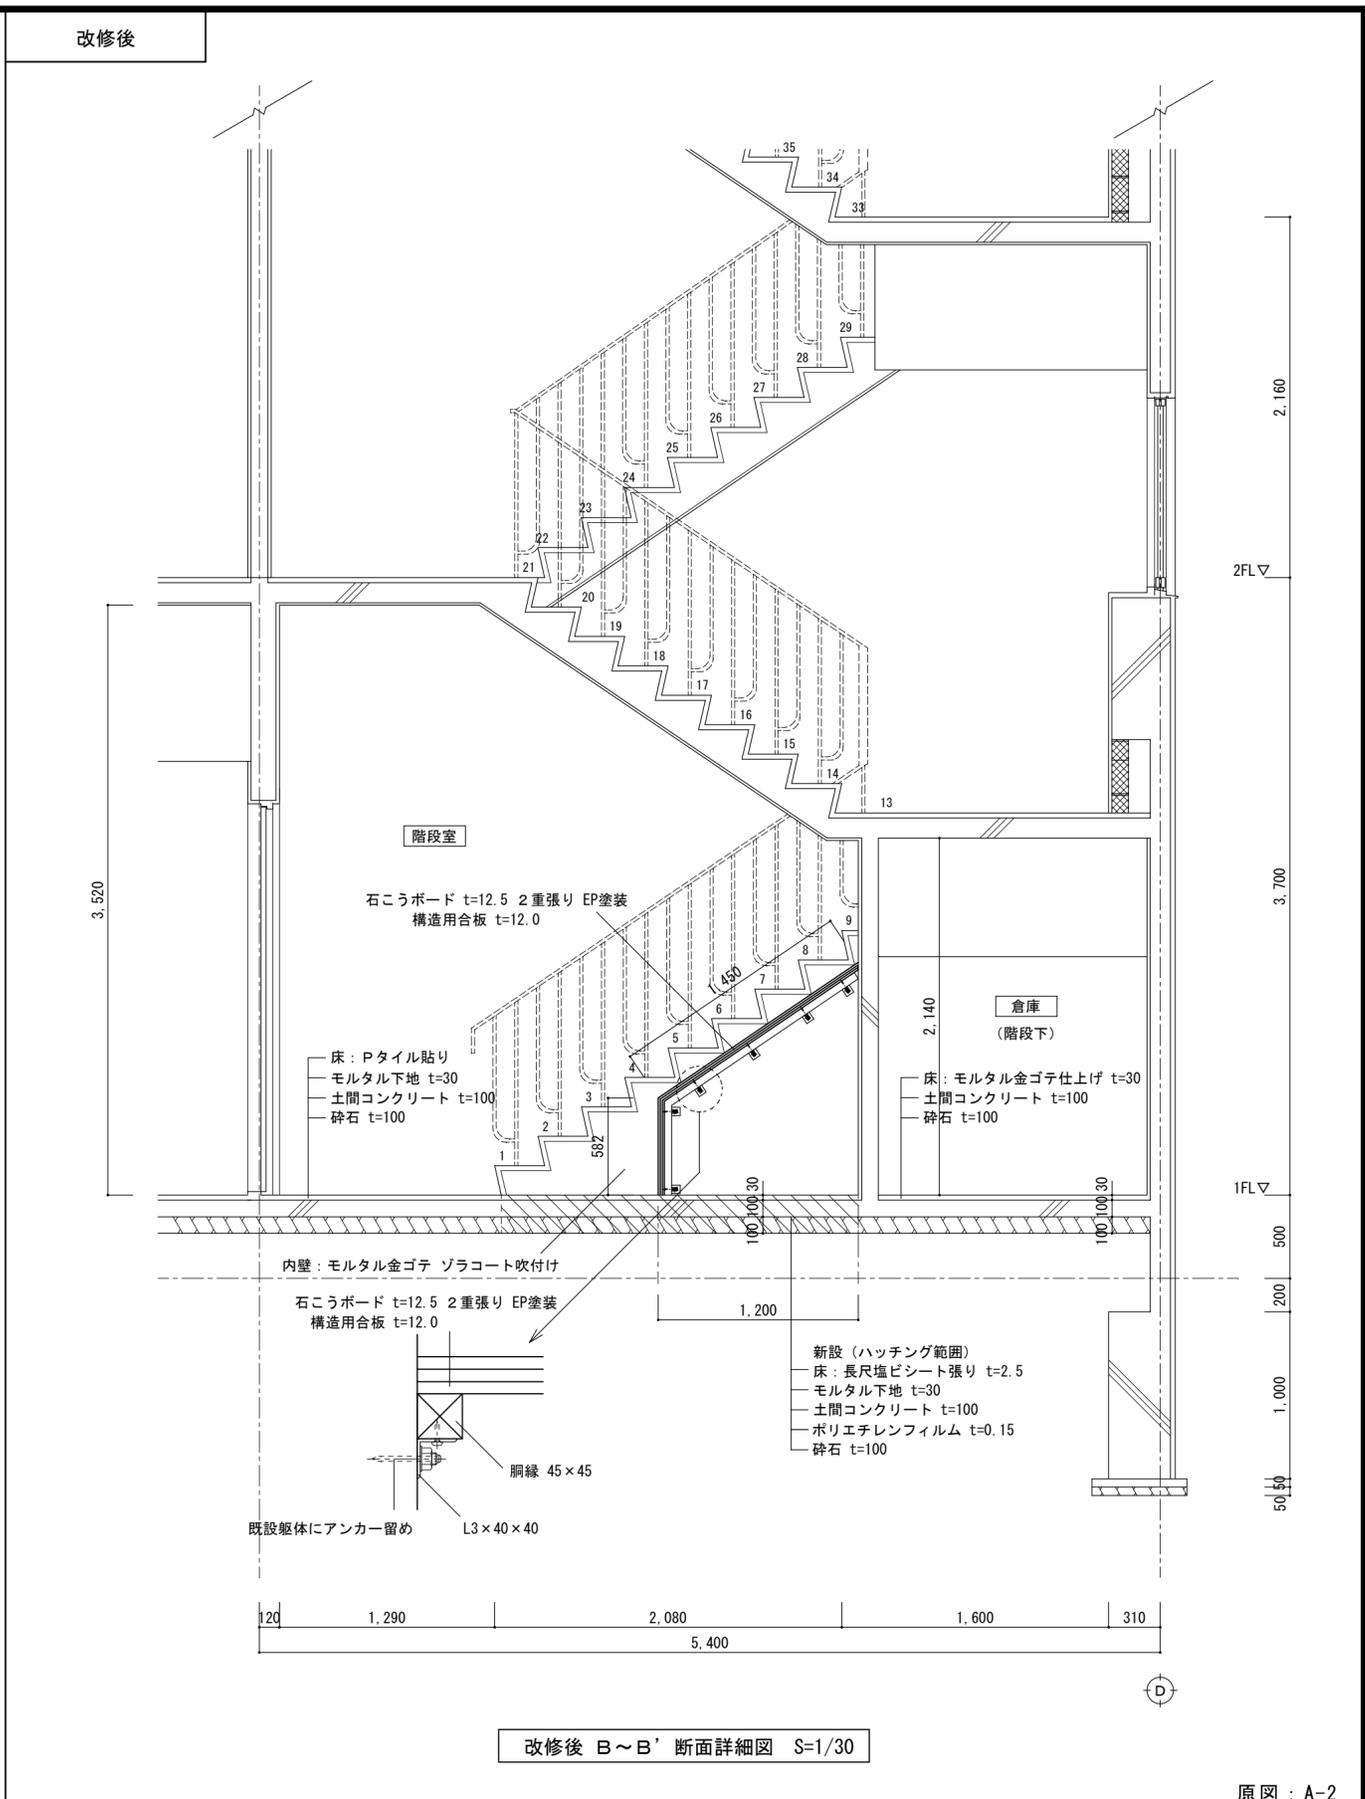 改修後
35
34
33
29
28
27
26
25
24
23
22
21
20
19
18
17
16
15
14
13
2,160
2FL▽
3,700
3,520
階段室
石こうボード t=12.5 2重張り EP塗装
構造用合板 t=12.0
9
8
7
6
5
4
3
2
1
1,450
582
2,140
倉庫
（階段下）
床：Pタイル貼り
モルタル下地 t=30
土間コンクリート t=100
砕石 t=100
床：モルタル金ゴテ仕上げ t=30
土間コンクリート t=100
砕石 t=100
1FL▽
100 100 30
100 100 30
500
200
1,000
50 50
内壁：モルタル金ゴテ ゾラコート吹付け
石こうボード t=12.5 2重張り EP塗装
構造用合板 t=12.0
1,200
新設（ハッチング範囲）
床：長尺塩ビシート張り t=2.5
モルタル下地 t=30
土間コンクリート t=100
ポリエチレンフィルム t=0.15
砕石 t=100
胴縁 45×45
既設躯体にアンカー留め
L3×40×40
120
1,290
2,080
1,600
310
5,400
D
改修後 B～B' 断面詳細図 S=1/30
原図：A-2